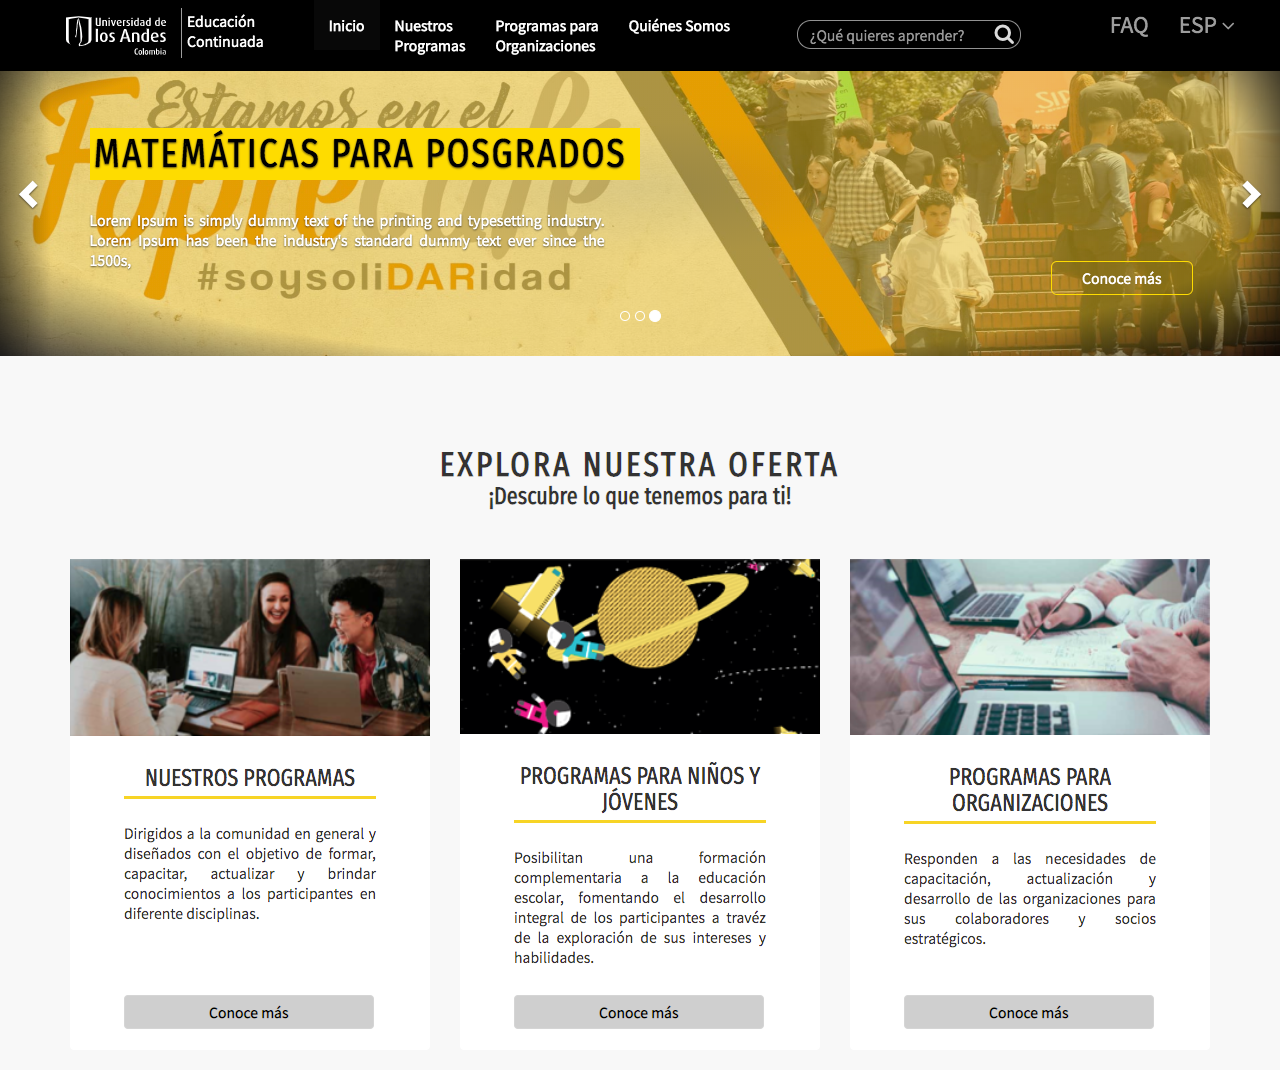 Universidad de
los Andes
Colombia
Educación
Continuada
Inicio
Nuestros
Programas
Programas para
Organizaciones
Quiénes Somos
¿Qué quieres aprender?
FAQ
ESP
Estamos en el
MATEMÁTICAS PARA POSGRADOS
Lorem Ipsum is simply dummy text of the printing and typesetting industry.
Lorem Ipsum has been the industry's standard dummy text ever since the
1500s,
#soysoliDARidad
Conoce más
EXPLORA NUESTRA OFERTA
¡Descubre lo que tenemos para ti!
NUESTROS PROGRAMAS
Dirigidos a la comunidad en general y
diseñados con el objetivo de formar,
capacitar, actualizar y brindar
conocimientos a los participantes en
diferente disciplinas.
Conoce más
PROGRAMAS PARA NIÑOS Y
JÓVENES
Posibilitan una formación
complementaria a la educación
escolar, fomentando el desarrollo
integral de los participantes a travéz
de la exploración de sus intereses y
habilidades.
Conoce más
PROGRAMAS PARA
ORGANIZACIONES
Responden a las necesidades de
capacitación, actualización y
desarrollo de las organizaciones para
sus colaboradores y socios
estratégicos.
Conoce más